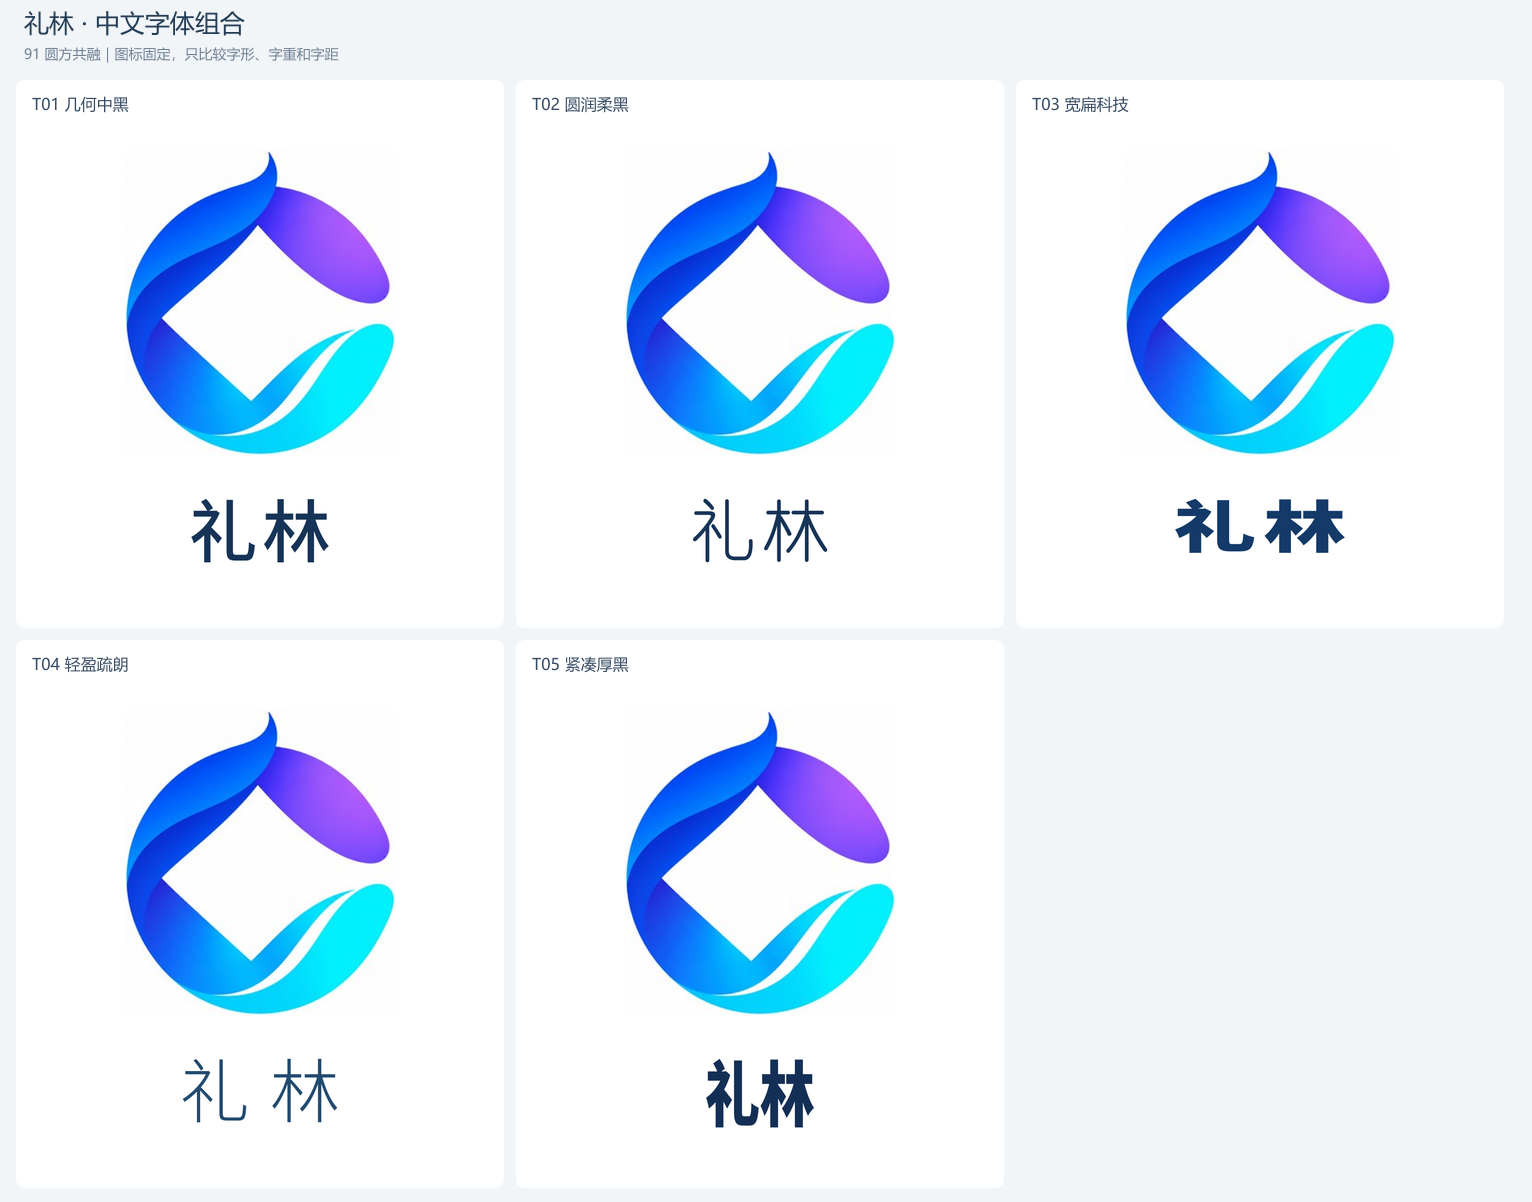 礼林 · 中文字体组合
91 圆方共融 | 图标固定，只比较字形、字重和字距
T01 几何中黑
礼林
T02 圆润柔黑
礼林
T03 宽扁科技
礼林
T04 轻盈疏朗
礼 林
T05 紧凑厚黑
礼林